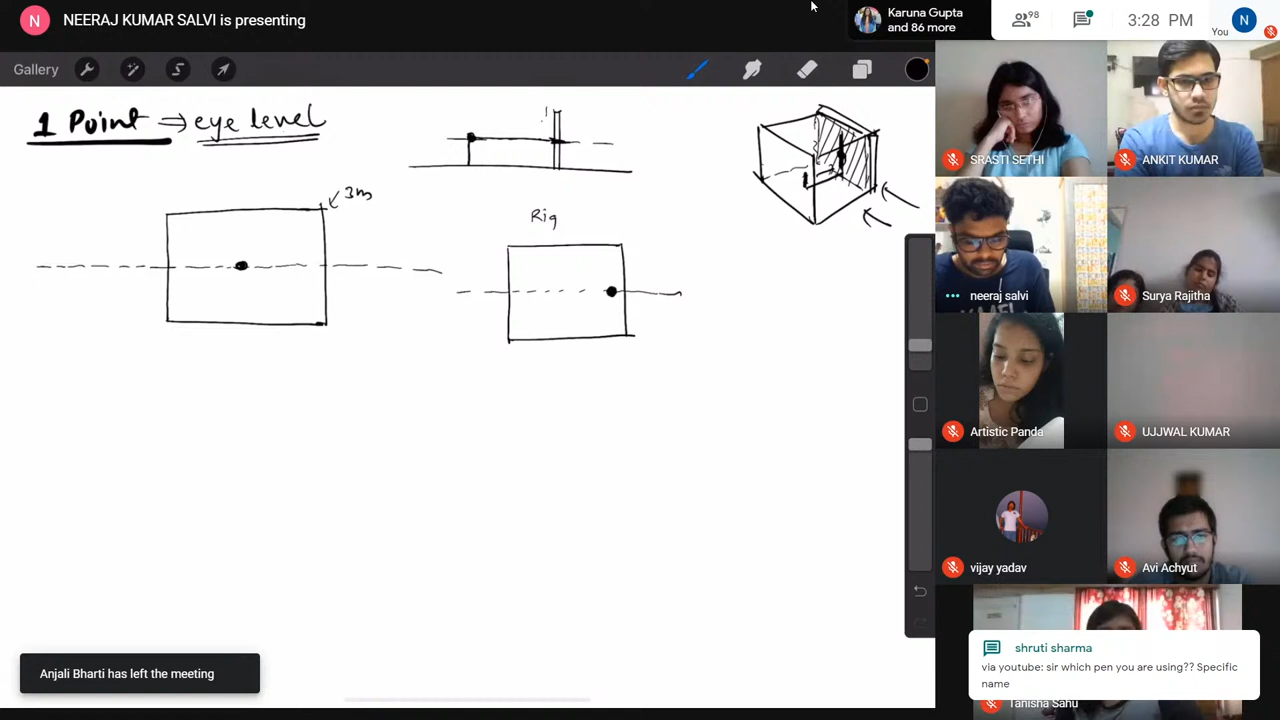 N NEERAJ KUMAR SALVI is presenting
Karuna Gupta
and 86 more
98
3:28 PM
You
N
Gallery
1 Point ⇒ eye level
3m
Rig
SRASTI SETHI
ANKIT KUMAR
neeraj salvi
Surya Rajitha
Artistic Panda
UJJWAL KUMAR
vijay yadav
Avi Achyut
shruti sharma
via youtube: sir which pen you are using?? Specific
name
Tanisha Sahu
Anjali Bharti has left the meeting